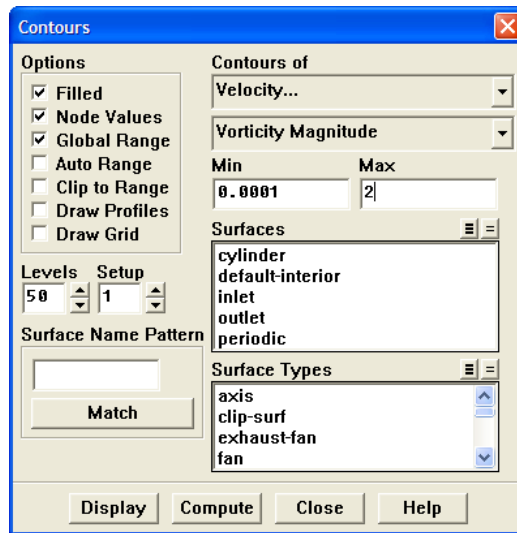 Contours
Options
Filled
Node Values
Global Range
Auto Range
Clip to Range
Draw Profiles
Draw Grid
Levels Setup
50 1
Surface Name Pattern
Match
Contours of
Velocity...
Vorticity Magnitude
Min Max
0.0001 2
Surfaces
cylinder
default-interior
inlet
outlet
periodic
Surface Types
axis
clip-surf
exhaust-fan
fan
Display Compute Close Help